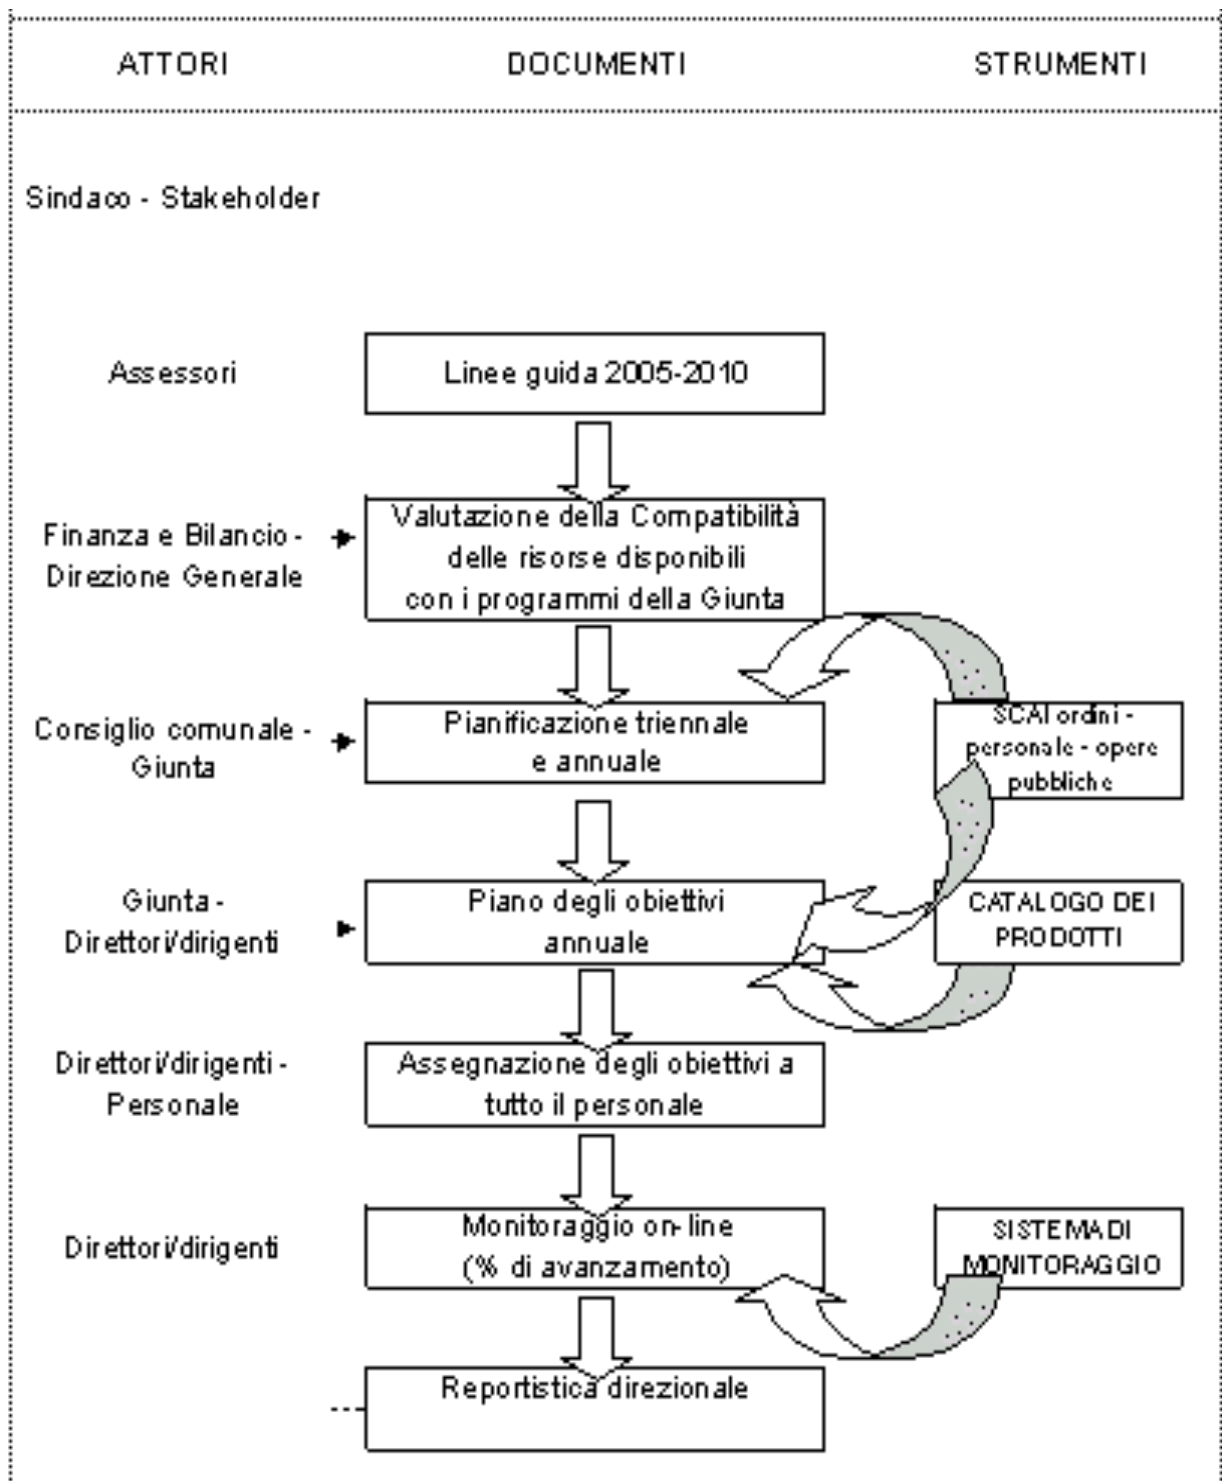 ATTORI DOCUMENTI STRUMENTI
Sindaco - Stakeholder
Assessori
Linee guida 2005-2010
Finanza e Bilancio -
Direzione Generale
Valutazione della Compatibilità
delle risorse disponibili
con i programmi della Giunta
Consiglio comunale -
Giunta
Pianificazione triennale
e annuale
SCAI ordini -
personale - opere
pubbliche
Giunta -
Direttori/dirigenti
Piano degli obiettivi
annuale
CATALOGO DEI
PRODOTTI
Direttori/dirigenti -
Personale
Assegnazione degli obiettivi a
tutto il personale
Direttori/dirigenti
Monitoraggio on-line
(% di avanzamento)
SISTEMA DI
MONITORAGGIO
Reportistica direzionale